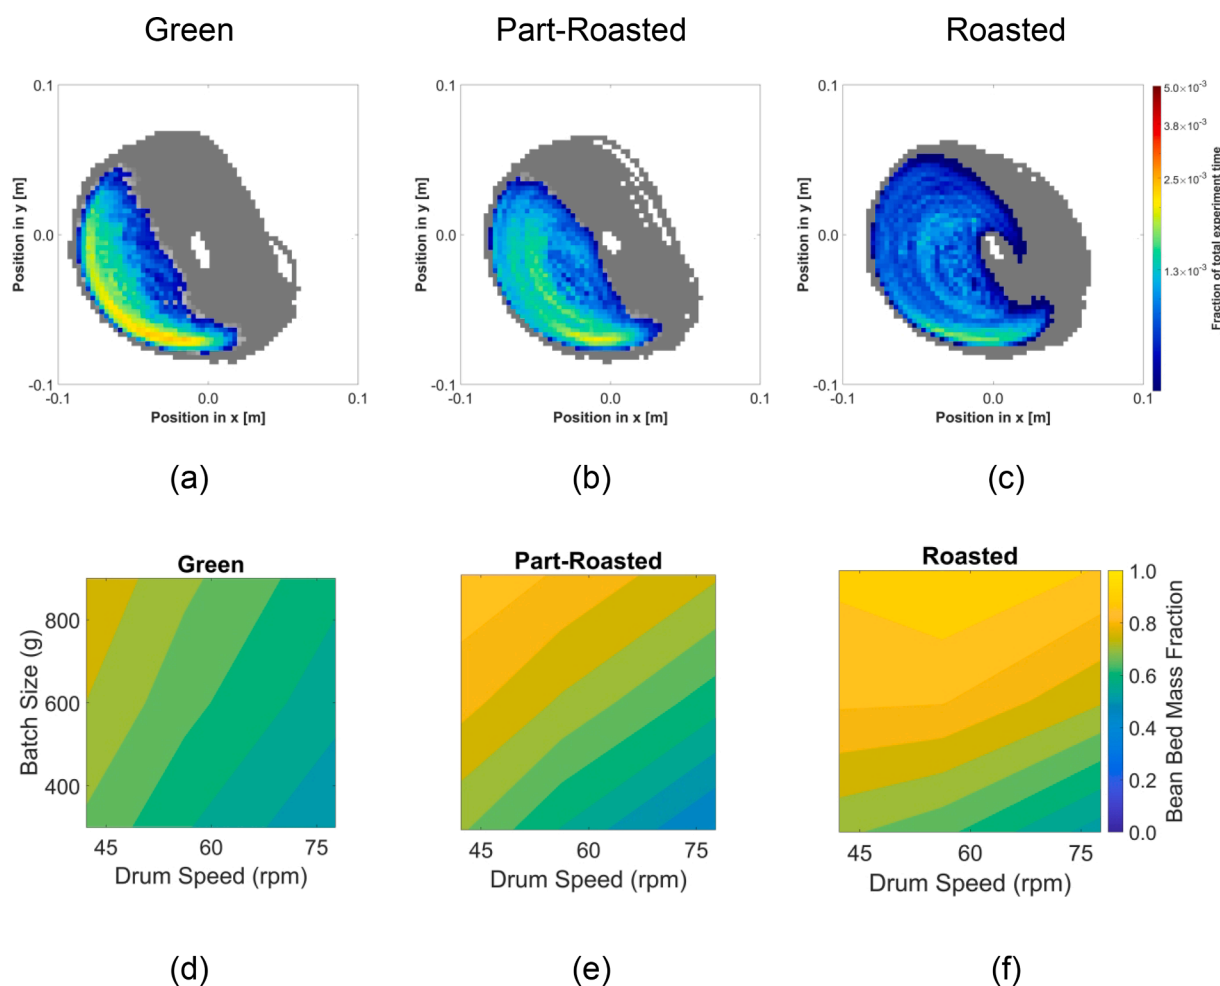 Green Part-Roasted Roasted
0.1 0.1 0.1 5.0×10⁻³
3.8×10⁻³
2.5×10⁻³
Position in y [m] 0.0 Position in y [m] 0.0 Position in y [m] 0.0 1.3×10⁻³ Fraction of total experiment time
-0.1 -0.1 -0.1
-0.1 0.0 0.1 -0.1 0.0 0.1 -0.1 0.0 0.1
Position in x [m] Position in x [m] Position in x [m]
(a) (b) (c)
Green Part-Roasted Roasted
1.0
800 0.8
Batch Size (g) 600 0.6 Bean Bed Mass Fraction
0.4
400 0.2
0.0
45 60 75 45 60 75 45 60 75
Drum Speed (rpm) Drum Speed (rpm) Drum Speed (rpm)
(d) (e) (f)